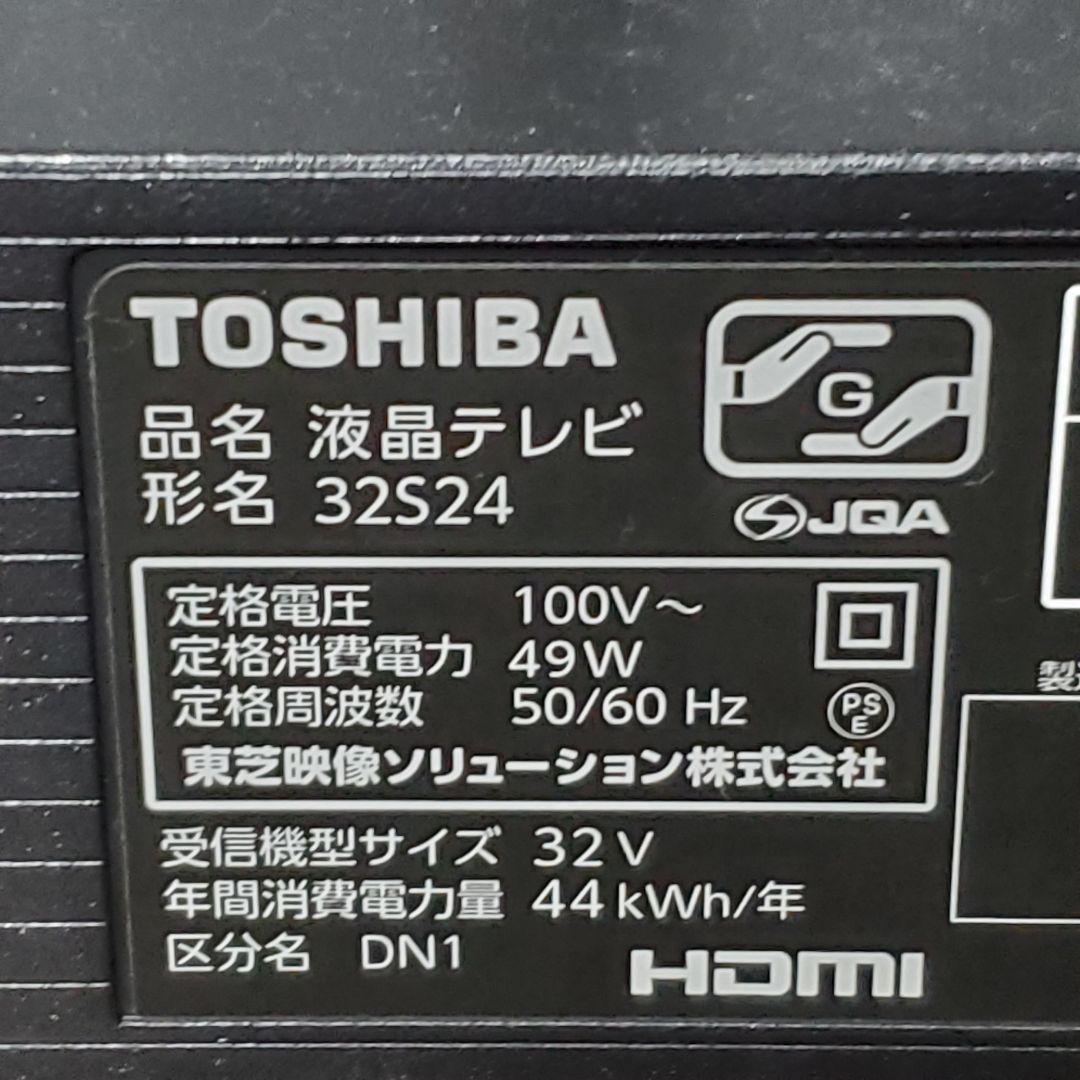 TOSHIBA
品名 液晶テレビ
形名 32S24
G
JQA
定格電圧 100V～
定格消費電力 49W
定格周波数 50/60 Hz
PS
E
東芝映像ソリューション株式会社
受信機型サイズ 32V
年間消費電力量 44kWh/年
区分名 DN1
HDMI
製